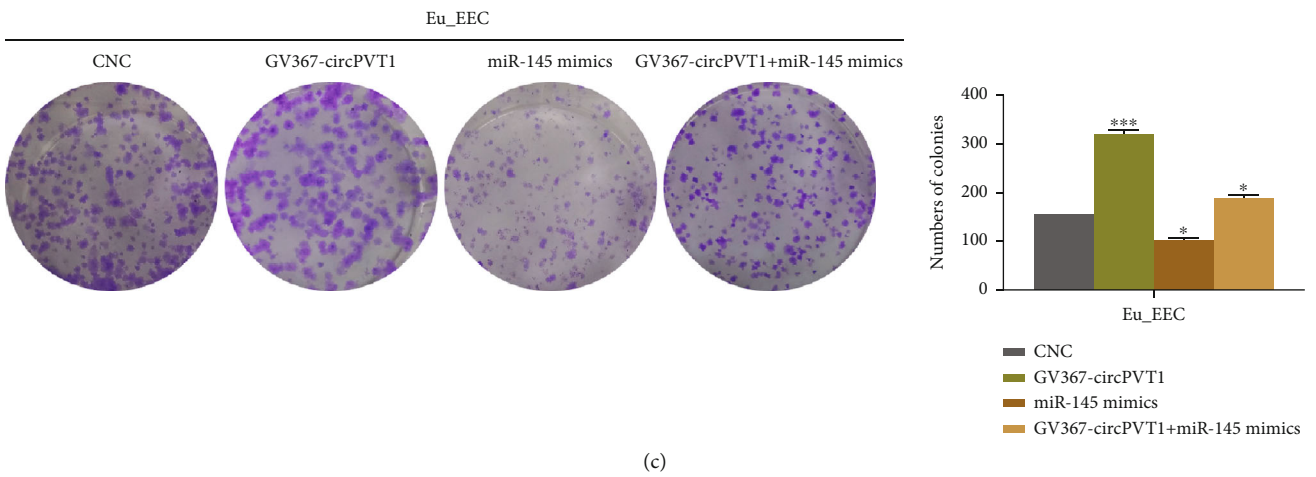 Eu_EEC
CNC
GV367-circPVT1
miR-145 mimics
GV367-circPVT1+miR-145 mimics
400
300
200
100
0
Numbers of colonies
***
*
*
Eu_EEC
CNC
GV367-circPVT1
miR-145 mimics
GV367-circPVT1+miR-145 mimics
(c)